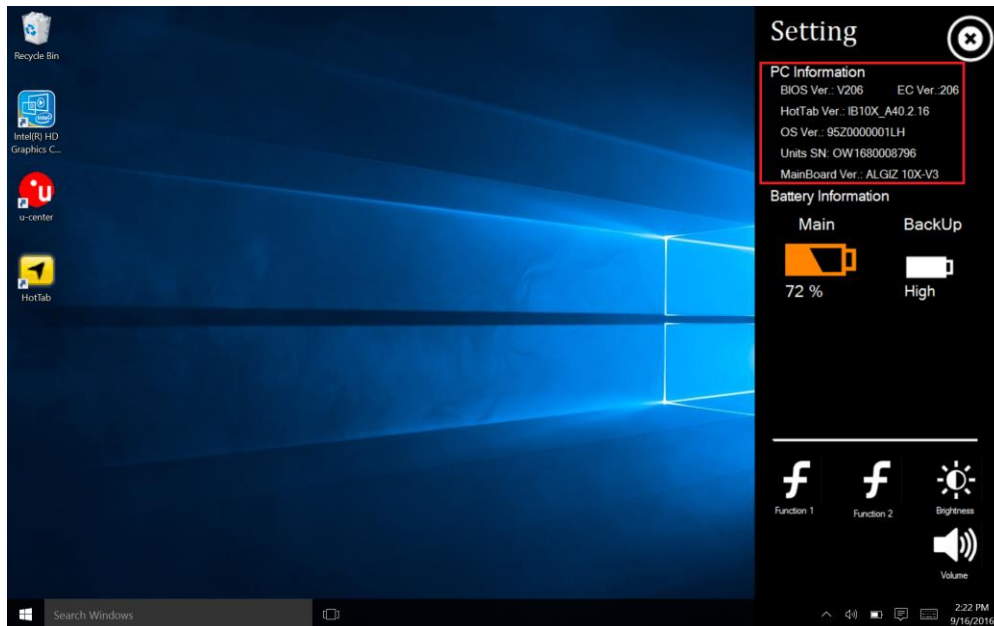 Recycle Bin
Intel(R) HD
Graphics C...
u-center
HotTab
Setting
PC Information
BIOS Ver.: V206 EC Ver.:206
HotTab Ver.: IB10X_A40.2.16
OS Ver.: 95Z0000001LH
Units SN: OW1680008796
MainBoard Ver.: ALGIZ 10X-V3
Battery Information
Main BackUp
72 % High
Function 1 Function 2 Brightness
Volume
Search Windows
2:22 PM
9/16/2016